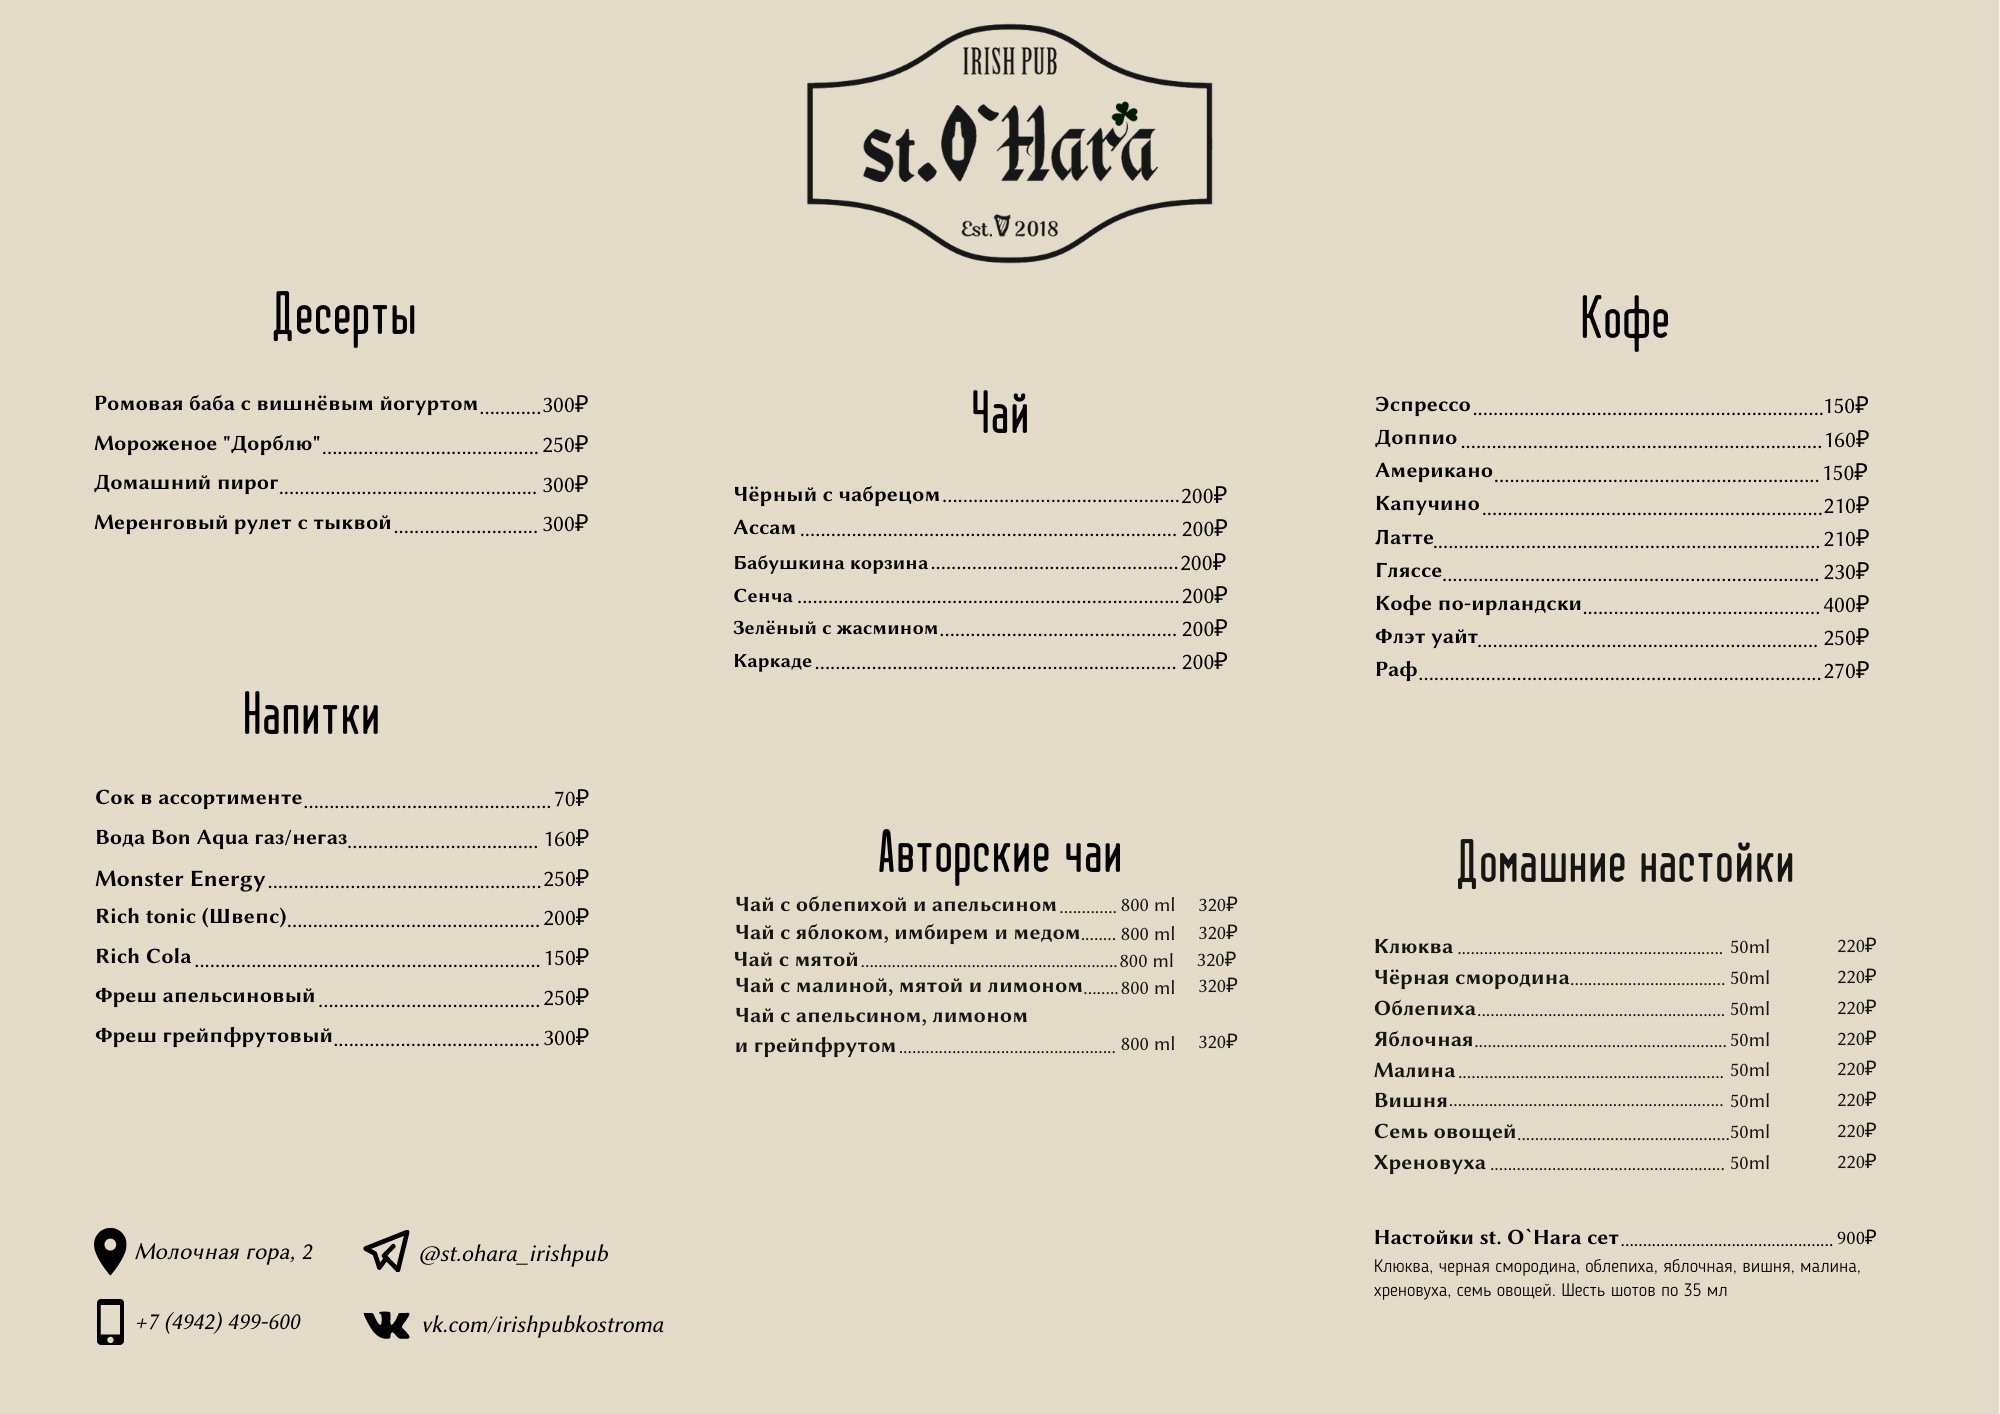 IRISH PUB
st.O`Hara
Est. 2018
Десерты
Ромовая баба с вишнёвым йогуртом............300₽
Мороженое "Дорблю"............250₽
Домашний пирог............300₽
Меренговый рулет с тыквой............300₽
Напитки
Сок в ассортименте............70₽
Вода Bon Aqua газ/негаз............160₽
Monster Energy............250₽
Rich tonic (Швепс)............200₽
Rich Cola............150₽
Фреш апельсиновый............250₽
Фреш грейпфрутовый............300₽
Чай
Чёрный с чабрецом............200₽
Ассам............200₽
Бабушкина корзина............200₽
Сенча............200₽
Зелёный с жасмином............200₽
Каркаде............200₽
Авторские чаи
Чай с облепихой и апельсином............800 ml 320₽
Чай с яблоком, имбирем и медом............800 ml 320₽
Чай с мятой............800 ml 320₽
Чай с малиной, мятой и лимоном............800 ml 320₽
Чай с апельсином, лимоном
и грейпфрутом............800 ml 320₽
Кофе
Эспрессо............150₽
Доппио............160₽
Американо............150₽
Капучино............210₽
Латте............210₽
Гляссе............230₽
Кофе по-ирландски............400₽
Флэт уайт............250₽
Раф............270₽
Домашние настойки
Клюква............50ml 220₽
Чёрная смородина............50ml 220₽
Облепиха............50ml 220₽
Яблочная............50ml 220₽
Малина............50ml 220₽
Вишня............50ml 220₽
Семь овощей............50ml 220₽
Хреновуха............50ml 220₽
Настойки st. O`Hara сет............900₽
Клюква, черная смородина, облепиха, яблочная, вишня, малина,
хреновуха, семь овощей. Шесть шотов по 35 мл
Молочная гора, 2
@st.ohara_irishpub
+7 (4942) 499-600
vk.com/irishpubkostroma